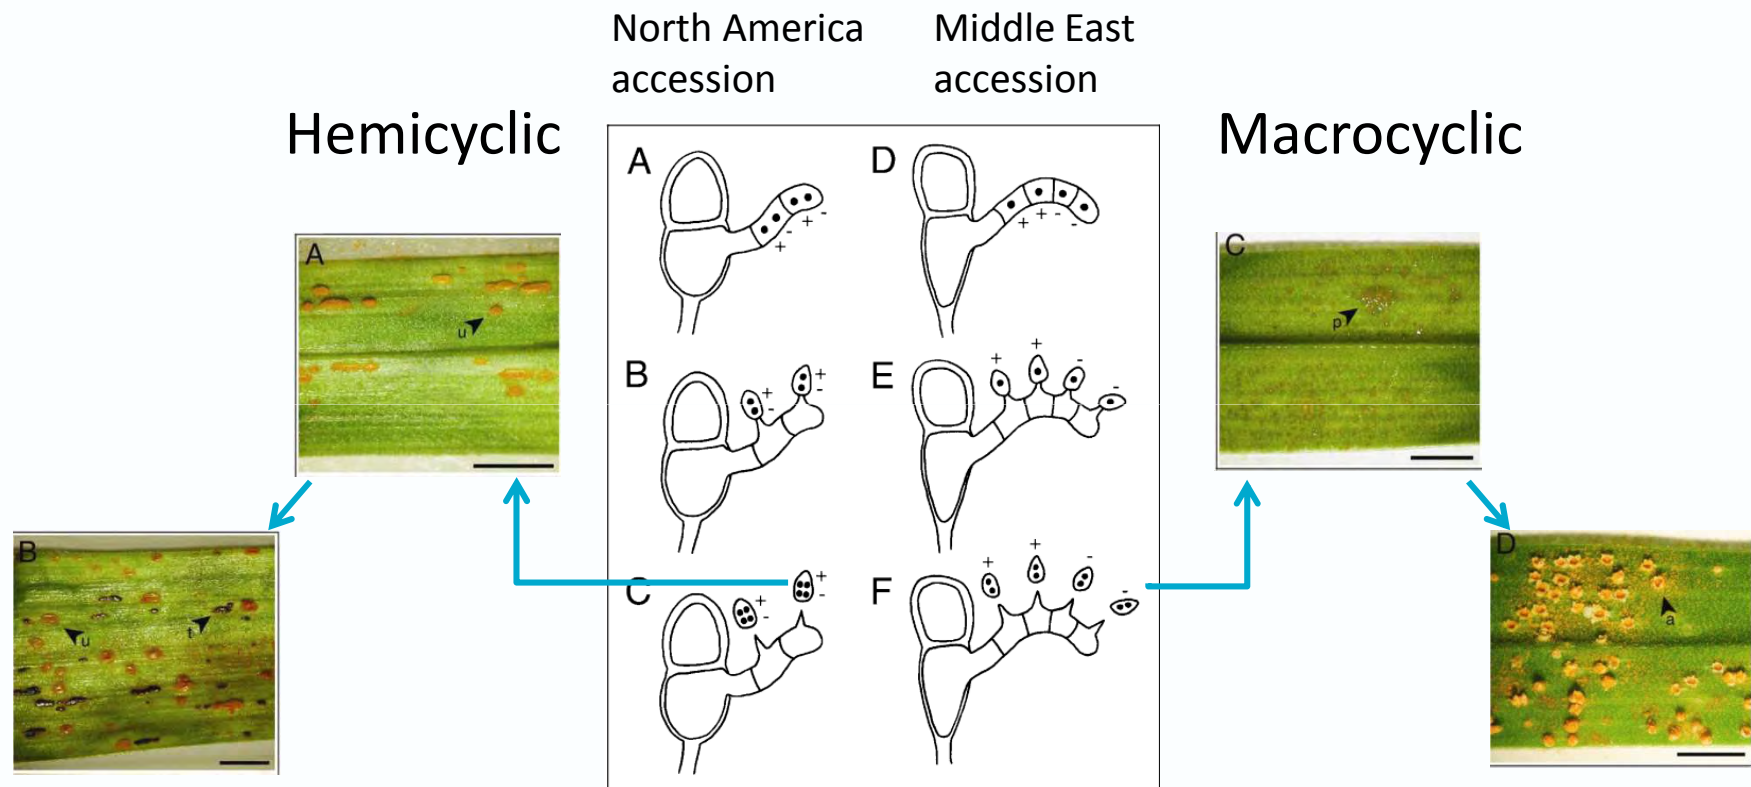 North America
accession
Middle East
accession
Hemicyclic
Macrocyclic
A
u
B
u
t
A
+ - + -
B
+
-
+
-
C
+
-
+
-
D
+ + - -
E
+
+
-
-
F
+
+
-
-
C
p
D
a